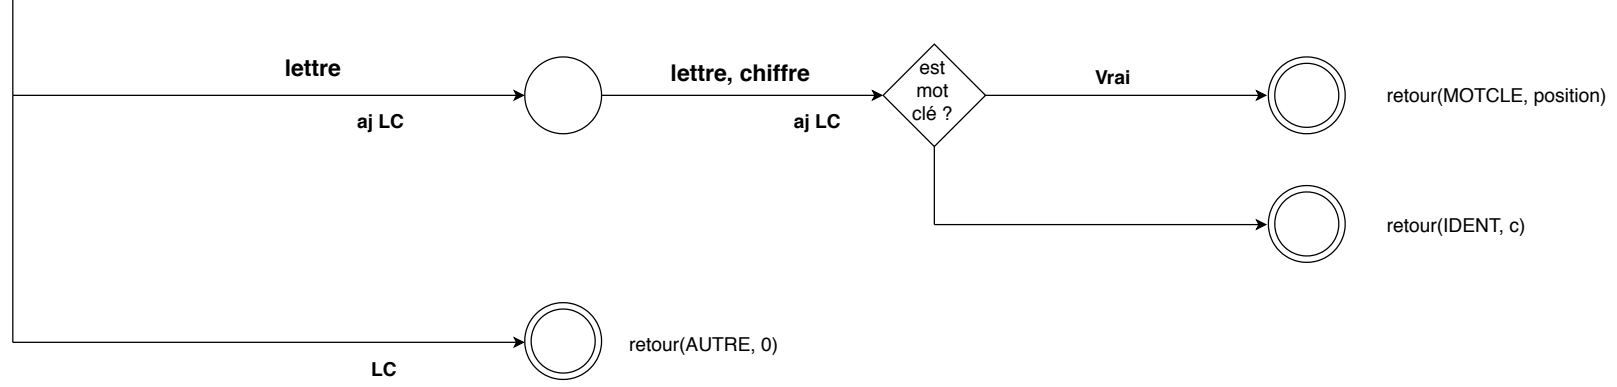 lettre
aj LC
lettre, chiffre
aj LC
est
mot
clé ?
Vrai
retour(MOTCLE, position)
retour(IDENT, c)
LC
retour(AUTRE, 0)